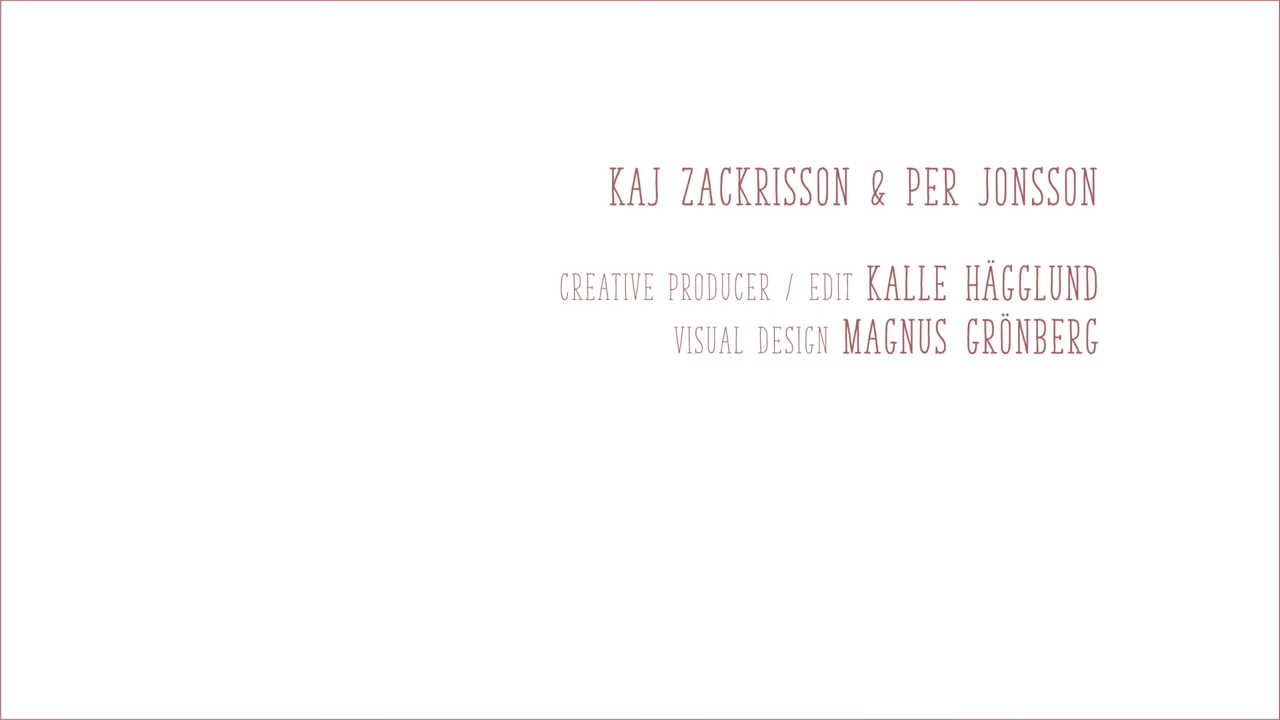 KAJ ZACKRISSON & PER JONSSON
CREATIVE PRODUCER / EDIT KALLE HÄGGLUND
VISUAL DESIGN MAGNUS GRÖNBERG